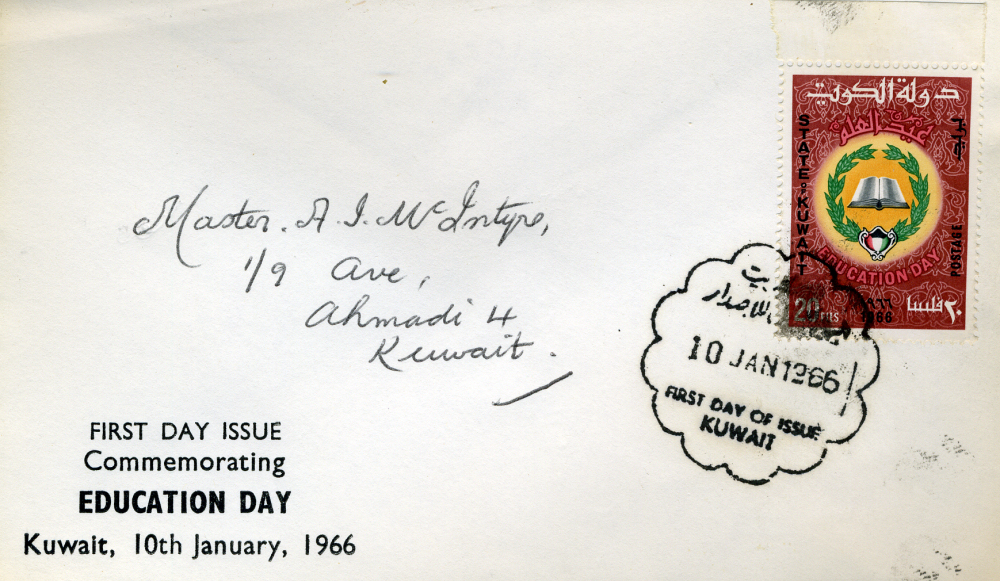 دولة الكويت
عيد العلم
بريد
STATE OF KUWAIT
EDUCATION DAY
POSTAGE
20 FILS
١٩٦٦
1966
٢٠ فلسا
Master. A. I. McIntyre,
1/9 Ave,
Ahmadi 4
Kuwait.
10 JAN 1966
FIRST DAY OF ISSUE
KUWAIT
FIRST DAY ISSUE
Commemorating
EDUCATION DAY
Kuwait, 10th January, 1966